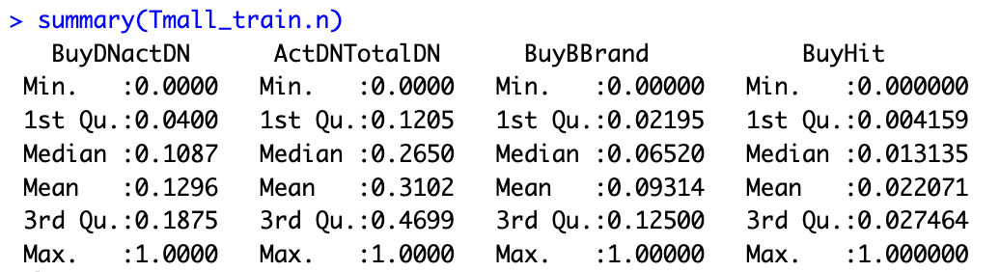 > summary(Tmall_train.n)
BuyDNactDN ActDNTotalDN BuyBBrand BuyHit
Min. :0.0000 Min. :0.0000 Min. :0.00000 Min. :0.000000
1st Qu.:0.0400 1st Qu.:0.1205 1st Qu.:0.02195 1st Qu.:0.004159
Median :0.1087 Median :0.2650 Median :0.06520 Median :0.013135
Mean :0.1296 Mean :0.3102 Mean :0.09314 Mean :0.022071
3rd Qu.:0.1875 3rd Qu.:0.4699 3rd Qu.:0.12500 3rd Qu.:0.027464
Max. :1.0000 Max. :1.0000 Max. :1.00000 Max. :1.000000